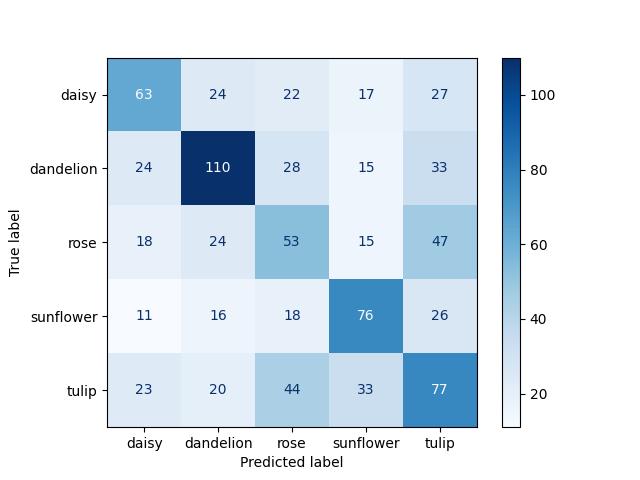 daisy 63 24 22 17 27
dandelion 24 110 28 15 33
rose 18 24 53 15 47
sunflower 11 16 18 76 26
tulip 23 20 44 33 77
daisy dandelion rose sunflower tulip
Predicted label
True label
100
80
60
40
20